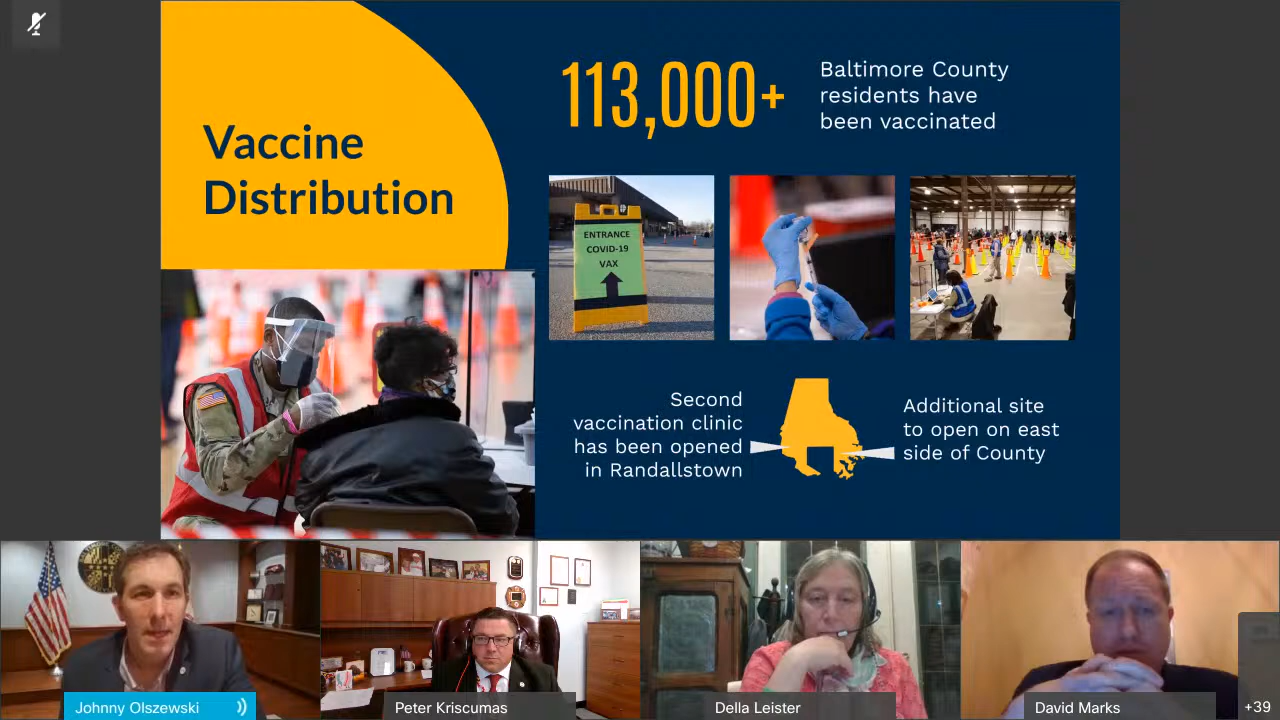 Vaccine
Distribution
113,000+
Baltimore County
residents have
been vaccinated
ENTRANCE
COVID-19
VAX
Second
vaccination clinic
has been opened
in Randallstown
Additional site
to open on east
side of County
Johnny Olszewski
Peter Kriscumas
Della Leister
David Marks
+39